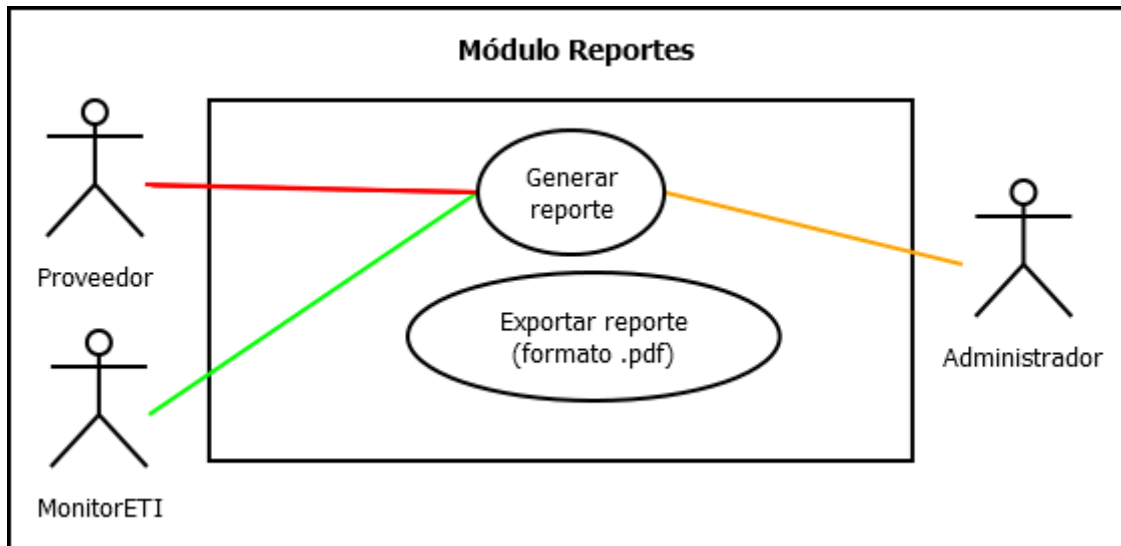 Módulo Reportes
Generar
reporte
Proveedor
Exportar reporte
(formato .pdf)
Administrador
MonitorETI